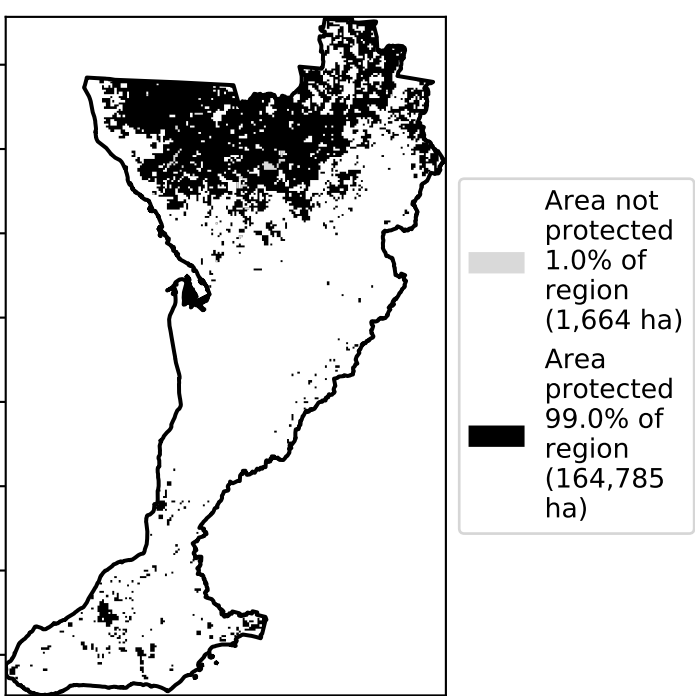 Area not
protected
1.0% of
region
(1,664 ha)
Area
protected
99.0% of
region
(164,785
ha)